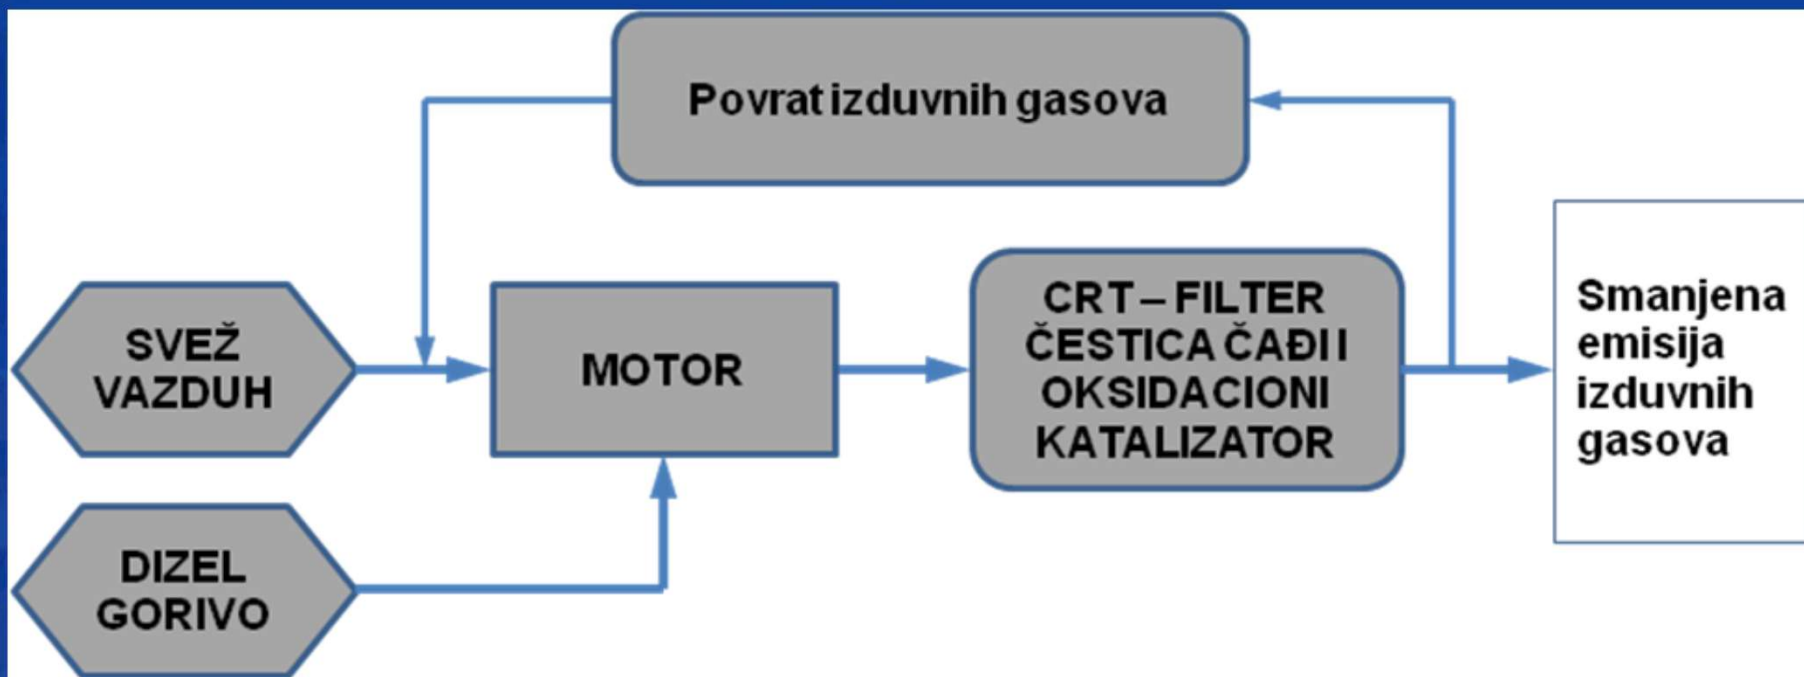 Povrat izduvnih gasova
SVEŽ
VAZDUH
MOTOR
CRT – FILTER
ČESTICA ČAĐI I
OKSIDACIONI
KATALIZATOR
Smanjena
emisija
izduvnih
gasova
DIZEL
GORIVO